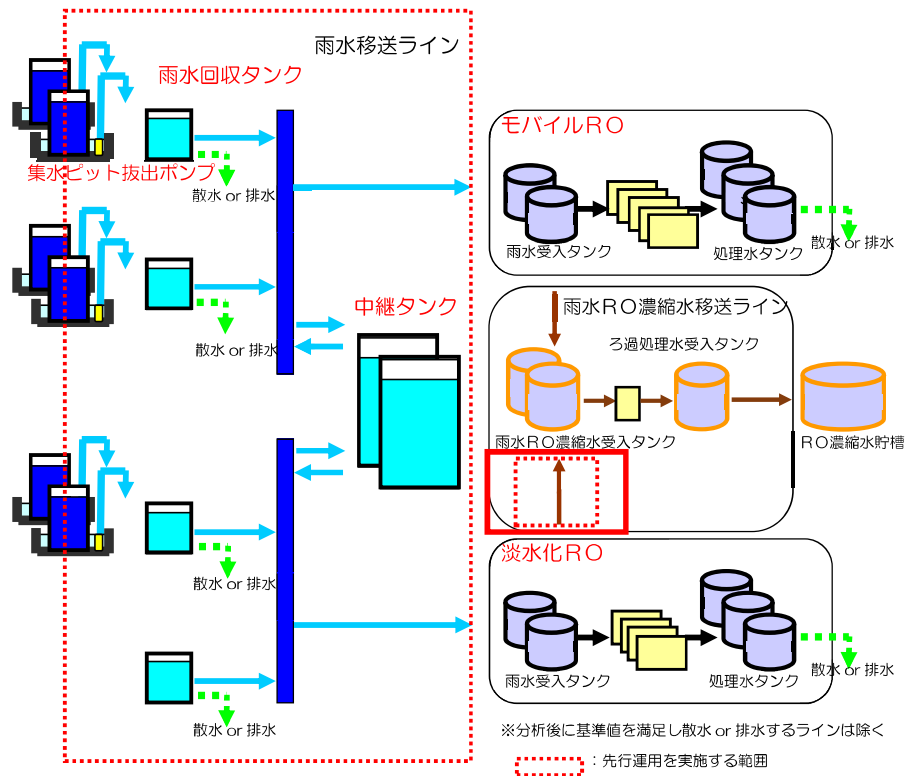 雨水移送ライン
雨水回収タンク
集水ピット抜出ポンプ
散水 or 排水
散水 or 排水
中継タンク
散水 or 排水
散水 or 排水
モバイルRO
雨水受入タンク
処理水タンク
散水 or 排水
雨水RO濃縮水移送ライン
ろ過処理水受入タンク
雨水RO濃縮水受入タンク
RO濃縮水貯槽
淡水化RO
雨水受入タンク
処理水タンク
散水 or 排水
※分析後に基準値を満足し散水 or 排水するラインは除く
：先行運用を実施する範囲